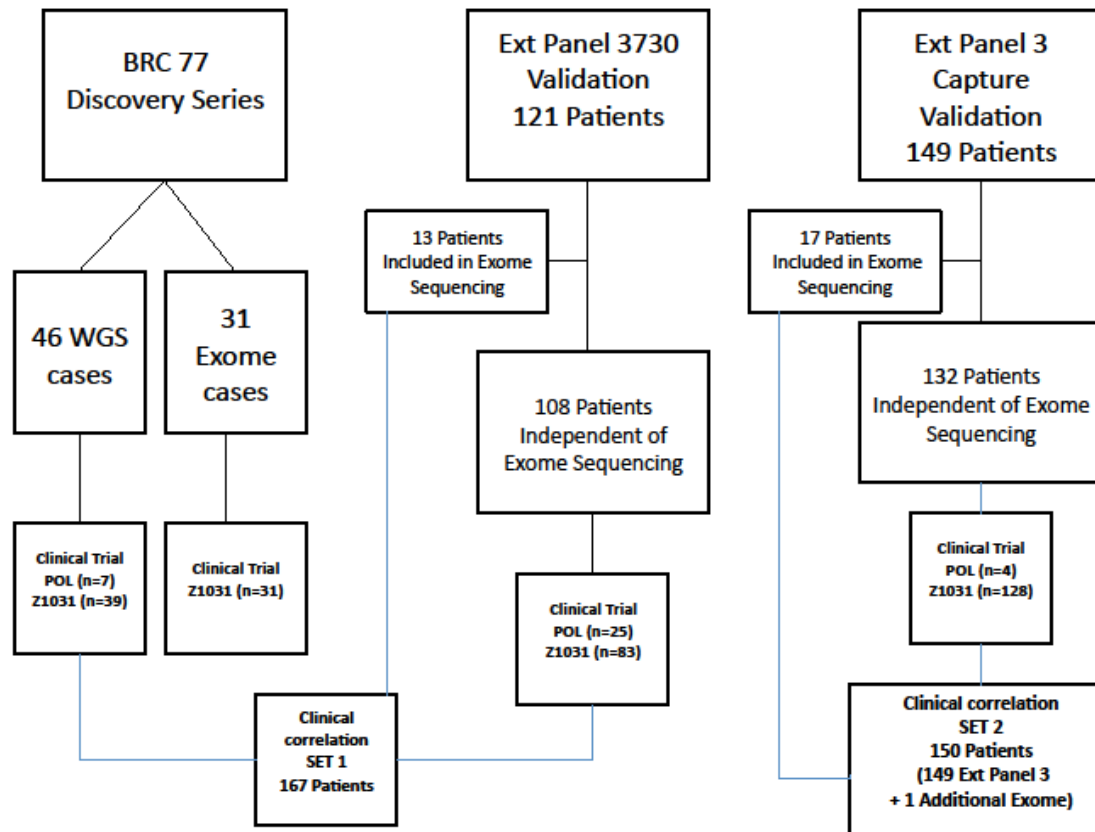 BRC 77
Discovery Series
Ext Panel 3730
Validation
121 Patients
Ext Panel 3
Capture
Validation
149 Patients
13 Patients
Included in Exome
Sequencing
17 Patients
Included in Exome
Sequencing
46 WGS
cases
31
Exome
cases
108 Patients
Independent of
Exome Sequencing
132 Patients
Independent of Exome
Sequencing
Clinical Trial
POL (n=7)
Z1031 (n=39)
Clinical Trial
Z1031 (n=31)
Clinical Trial
POL (n=25)
Z1031 (n=83)
Clinical Trial
POL (n=4)
Z1031 (n=128)
Clinical
correlation
SET 1
167 Patients
Clinical correlation
SET 2
150 Patients
(149 Ext Panel 3
+ 1 Additional Exome)